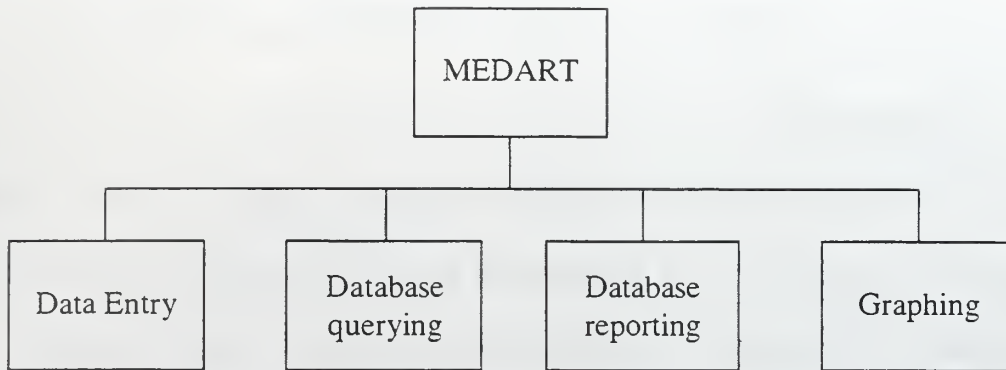 MEDART
Data Entry
Database
querying
Database
reporting
Graphing